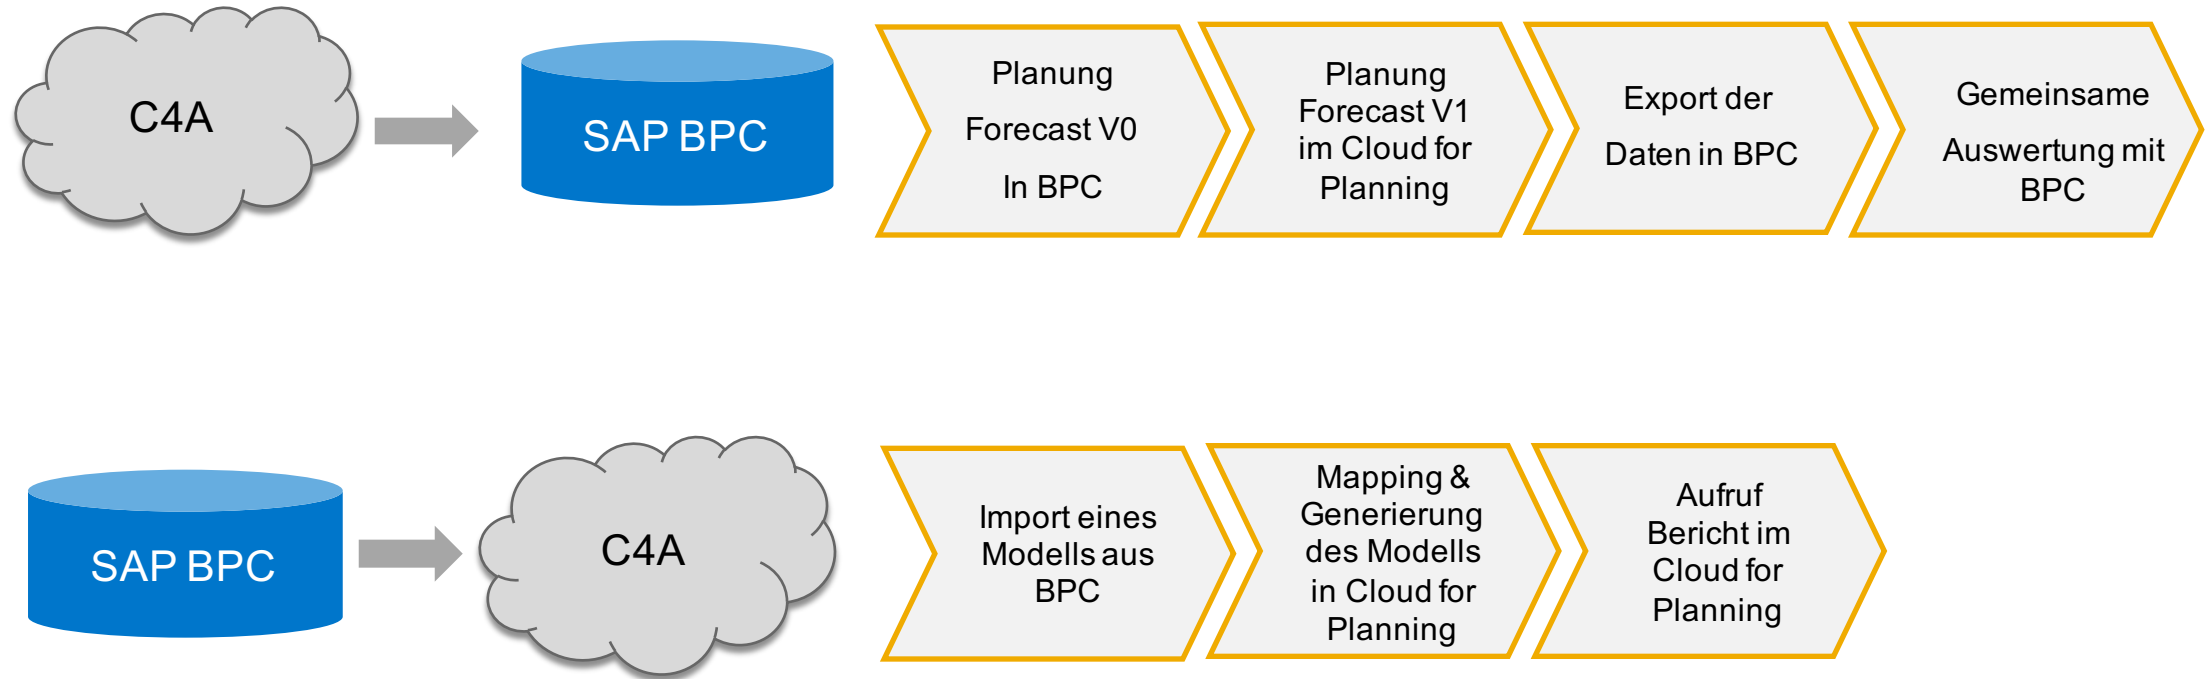 C4A
SAP BPC
Planung
Forecast V0
In BPC
Planung
Forecast V1
im Cloud for
Planning
Export der
Daten in BPC
Gemeinsame
Auswertung mit
BPC
SAP BPC
C4A
Import eines
Modells aus
BPC
Mapping &
Generierung
des Modells
in Cloud for
Planning
Aufruf
Bericht im
Cloud for
Planning